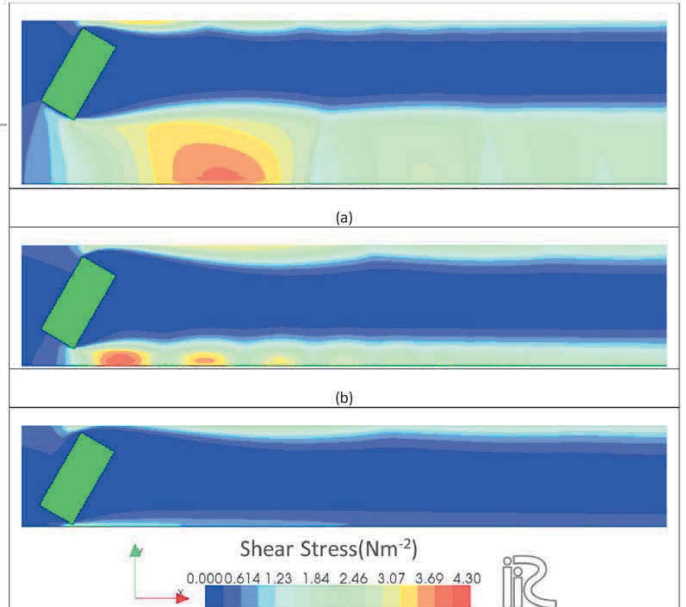 (a)
(b)
Y
X
Shear Stress(Nm⁻²)
0.000 0.614 1.23 1.84 2.46 3.07 3.69 4.30
iRIC